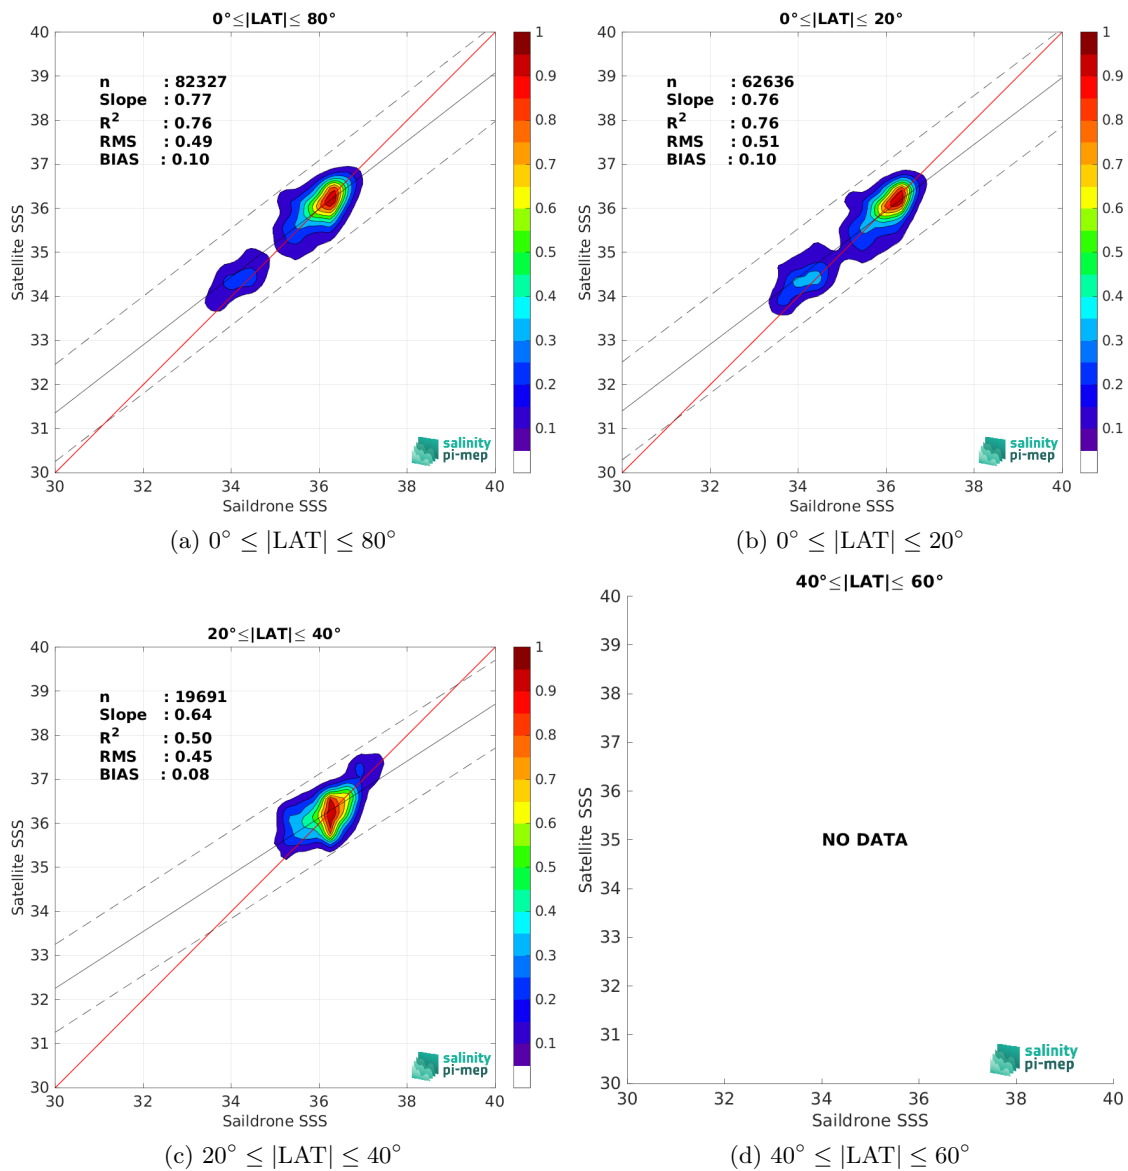 0°≤|LAT|≤ 80°
40
39
38
37
36
35
34
33
32
31
30
Satellite SSS
n : 82327
Slope : 0.77
R² : 0.76
RMS : 0.49
BIAS : 0.10
salinity
pi-mep
30 32 34 36 38 40
Saildrone SSS
1
0.9
0.8
0.7
0.6
0.5
0.4
0.3
0.2
0.1
(a) 0° ≤ |LAT| ≤ 80°
0°≤|LAT|≤ 20°
40
39
38
37
36
35
34
33
32
31
30
Satellite SSS
n : 62636
Slope : 0.76
R² : 0.76
RMS : 0.51
BIAS : 0.10
salinity
pi-mep
30 32 34 36 38 40
Saildrone SSS
1
0.9
0.8
0.7
0.6
0.5
0.4
0.3
0.2
0.1
(b) 0° ≤ |LAT| ≤ 20°
20°≤|LAT|≤ 40°
40
39
38
37
36
35
34
33
32
31
30
Satellite SSS
n : 19691
Slope : 0.64
R² : 0.50
RMS : 0.45
BIAS : 0.08
salinity
pi-mep
30 32 34 36 38 40
Saildrone SSS
1
0.9
0.8
0.7
0.6
0.5
0.4
0.3
0.2
0.1
(c) 20° ≤ |LAT| ≤ 40°
40°≤|LAT|≤ 60°
40
39
38
37
36
35
34
33
32
31
30
Satellite SSS
NO DATA
salinity
pi-mep
30 32 34 36 38 40
Saildrone SSS
(d) 40° ≤ |LAT| ≤ 60°